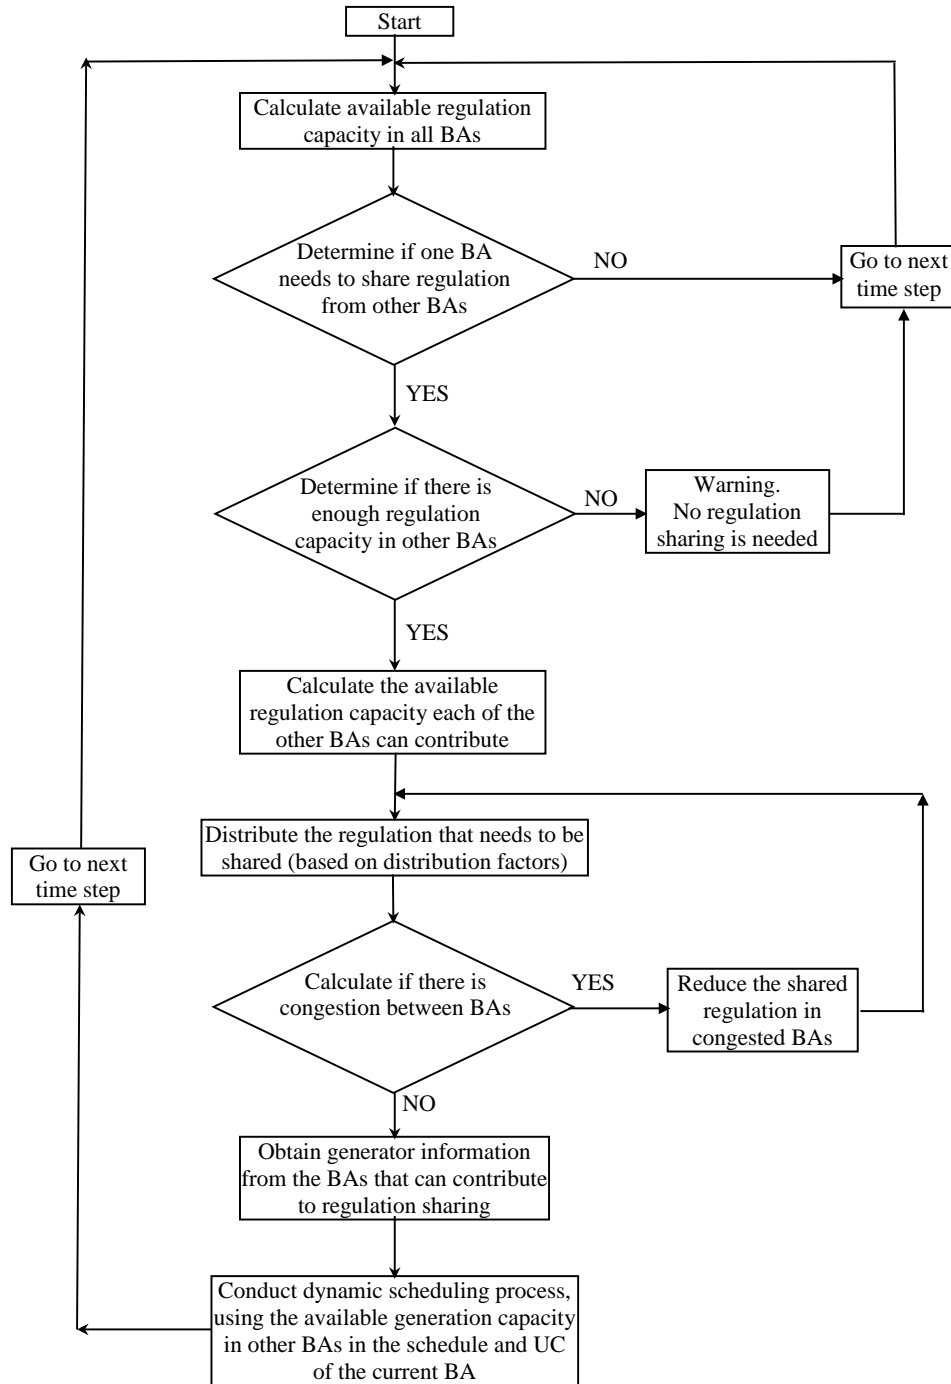 Start
Calculate available regulation
capacity in all BAs
Determine if one BA
needs to share regulation
from other BAs
NO
Go to next
time step
YES
Determine if there is
enough regulation
capacity in other BAs
NO
Warning.
No regulation
sharing is needed
YES
Calculate the available
regulation capacity each of the
other BAs can contribute
Distribute the regulation that needs to be
shared (based on distribution factors)
Go to next
time step
Calculate if there is
congestion between BAs
YES
Reduce the shared
regulation in
congested BAs
NO
Obtain generator information
from the BAs that can contribute
to regulation sharing
Conduct dynamic scheduling process,
using the available generation capacity
in other BAs in the schedule and UC
of the current BA